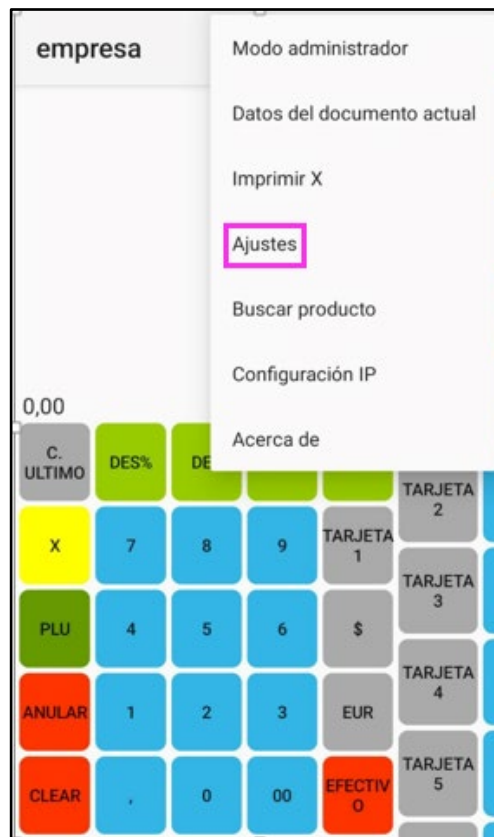 empresa
Modo administrador
Datos del documento actual
Imprimir X
Ajustes
Buscar producto
Configuración IP
Acerca de
0,00
C.
ULTIMO
DES%
DE
TARJETA
2
X
7
8
9
TARJETA
1
TARJETA
3
PLU
4
5
6
$
TARJETA
4
ANULAR
1
2
3
EUR
TARJETA
5
CLEAR
,
0
00
EFECTIV
O